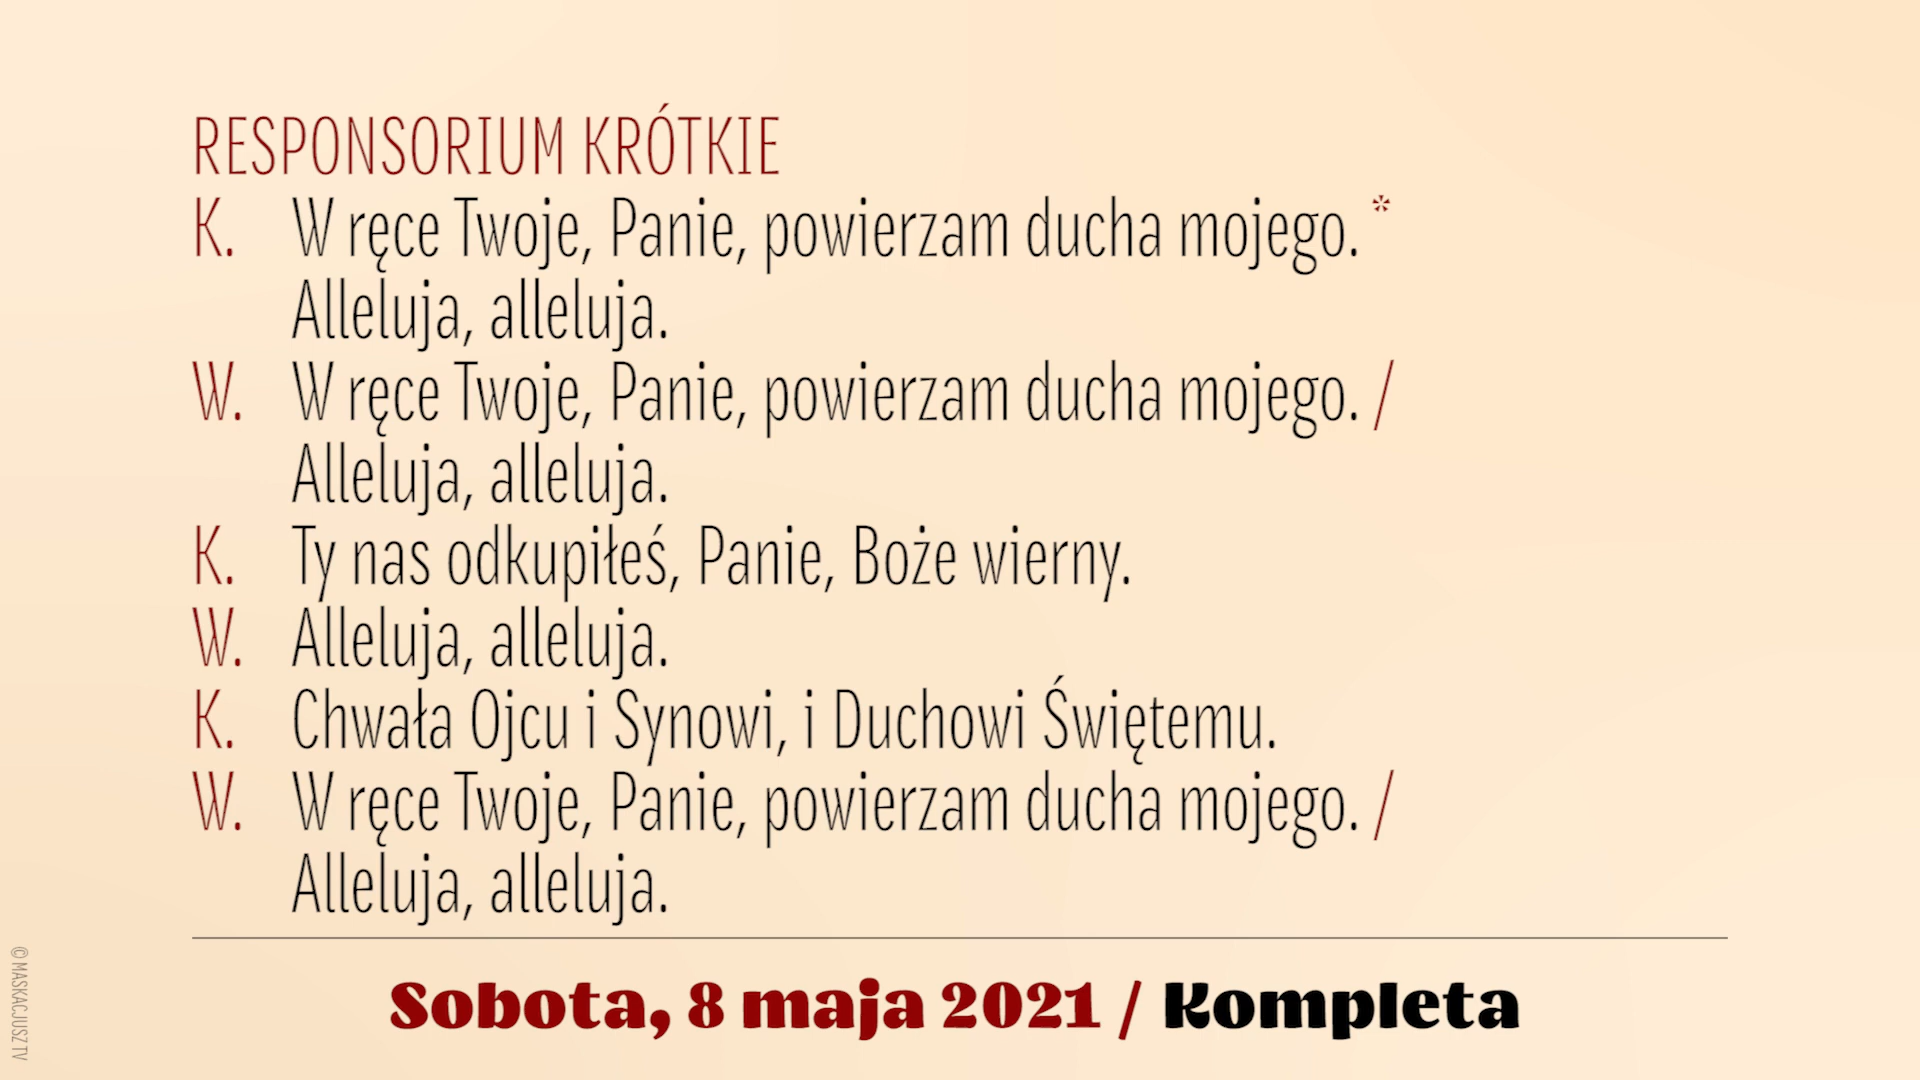 RESPONSORIUM KRÓTKIE
K. W ręce Twoje, Panie, powierzam ducha mojego. *
Alleluja, alleluja.
W. W ręce Twoje, Panie, powierzam ducha mojego. /
Alleluja, alleluja.
K. Ty nas odkupiłeś, Panie, Boże wierny.
W. Alleluja, alleluja.
K. Chwała Ojcu i Synowi, i Duchowi Świętemu.
W. W ręce Twoje, Panie, powierzam ducha mojego. /
Alleluja, alleluja.
Sobota, 8 maja 2021 / Kompleta
© MASKACJUSZ TV